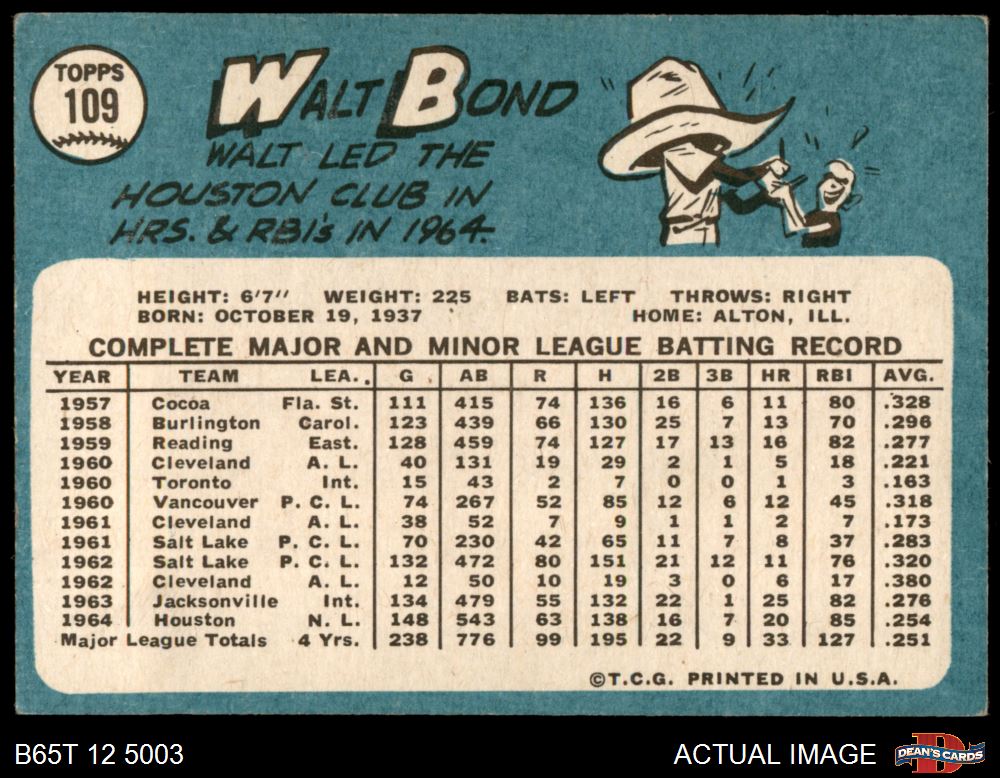 TOPPS
109
WALT BOND
WALT LED THE
HOUSTON CLUB IN
HRS. & RBI's IN 1964.
HEIGHT: 6'7" WEIGHT: 225 BATS: LEFT THROWS: RIGHT
BORN: OCTOBER 19, 1937 HOME: ALTON, ILL.
COMPLETE MAJOR AND MINOR LEAGUE BATTING RECORD
YEAR TEAM LEA. G AB R H 2B 3B HR RBI AVG.
1957 Cocoa Fla. St. 111 415 74 136 16 6 11 80 .328
1958 Burlington Carol. 123 439 66 130 25 7 13 70 .296
1959 Reading East. 128 459 74 127 17 13 16 82 .277
1960 Cleveland A. L. 40 131 19 29 2 1 5 18 .221
1960 Toronto Int. 15 43 2 7 0 0 1 3 .163
1960 Vancouver P. C. L. 74 267 52 85 12 6 12 45 .318
1961 Cleveland A. L. 38 52 7 9 1 1 2 7 .173
1961 Salt Lake P. C. L. 70 230 42 65 11 7 8 37 .283
1962 Salt Lake P. C. L. 132 472 80 151 21 12 11 76 .320
1962 Cleveland A. L. 12 50 10 19 3 0 6 17 .380
1963 Jacksonville Int. 134 479 55 132 22 1 25 82 .276
1964 Houston N. L. 148 543 63 138 16 7 20 85 .254
Major League Totals 4 Yrs. 238 776 99 195 22 9 33 127 .251
©T.C.G. PRINTED IN U.S.A.
B65T 12 5003 ACTUAL IMAGE DEAN'S CARDS